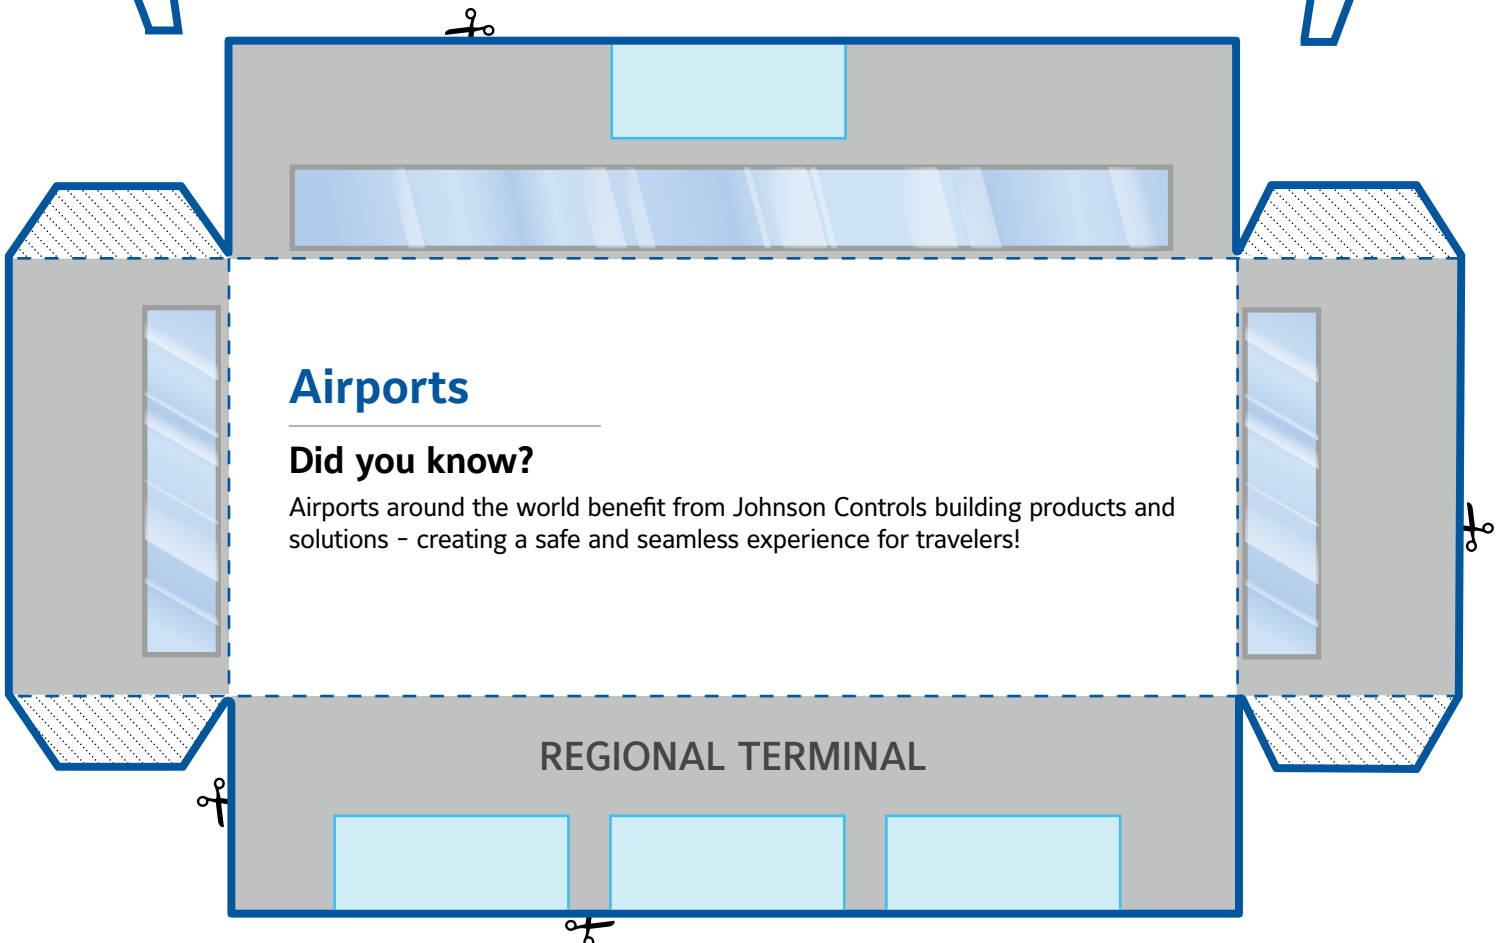 Airports
Did you know?
Airports around the world benefit from Johnson Controls building products and
solutions – creating a safe and seamless experience for travelers!
REGIONAL TERMINAL